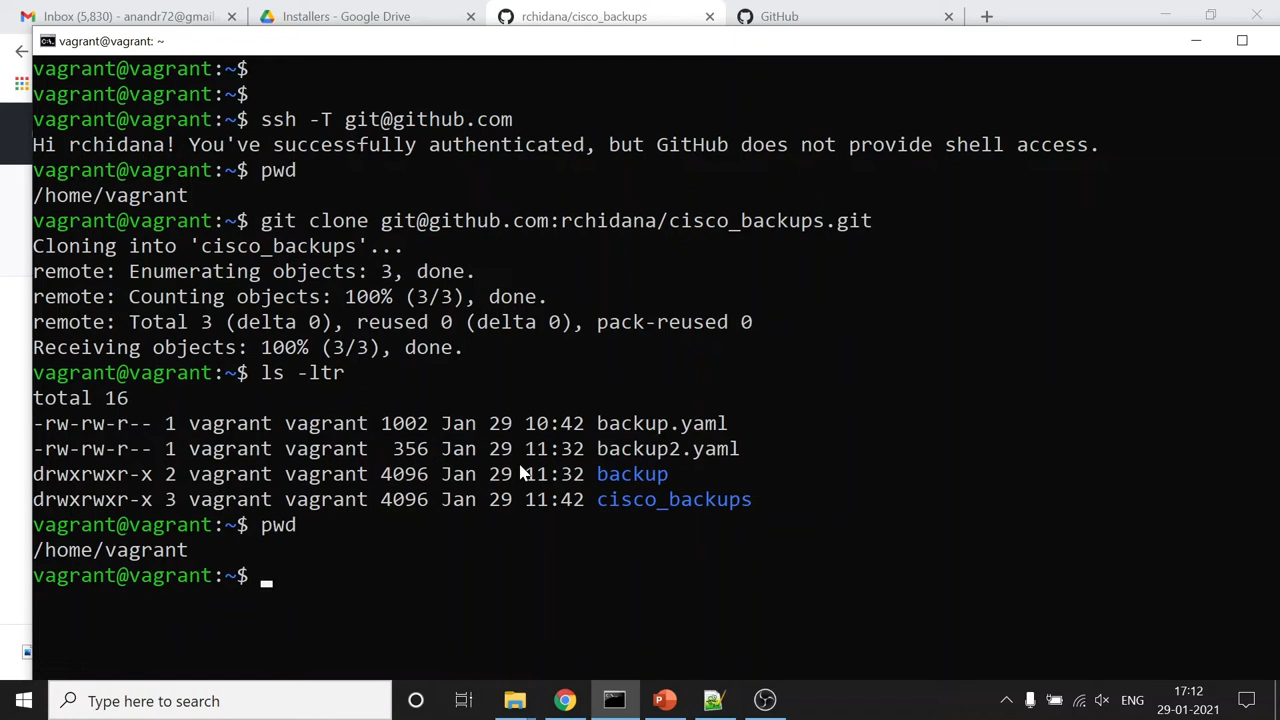 Inbox (5,830) - anandr72@gmail.
Installers - Google Drive
rchidana/cisco_backups
GitHub
vagrant@vagrant: ~
vagrant@vagrant:~$
vagrant@vagrant:~$
vagrant@vagrant:~$ ssh -T git@github.com
Hi rchidana! You've successfully authenticated, but GitHub does not provide shell access.
vagrant@vagrant:~$ pwd
/home/vagrant
vagrant@vagrant:~$ git clone git@github.com:rchidana/cisco_backups.git
Cloning into 'cisco_backups'...
remote: Enumerating objects: 3, done.
remote: Counting objects: 100% (3/3), done.
remote: Total 3 (delta 0), reused 0 (delta 0), pack-reused 0
Receiving objects: 100% (3/3), done.
vagrant@vagrant:~$ ls -ltr
total 16
-rw-rw-r-- 1 vagrant vagrant 1002 Jan 29 10:42 backup.yaml
-rw-rw-r-- 1 vagrant vagrant  356 Jan 29 11:32 backup2.yaml
drwxrwxr-x 2 vagrant vagrant 4096 Jan 29 11:32 backup
drwxrwxr-x 3 vagrant vagrant 4096 Jan 29 11:42 cisco_backups
vagrant@vagrant:~$ pwd
/home/vagrant
vagrant@vagrant:~$
Type here to search
ENG
17:12
29-01-2021